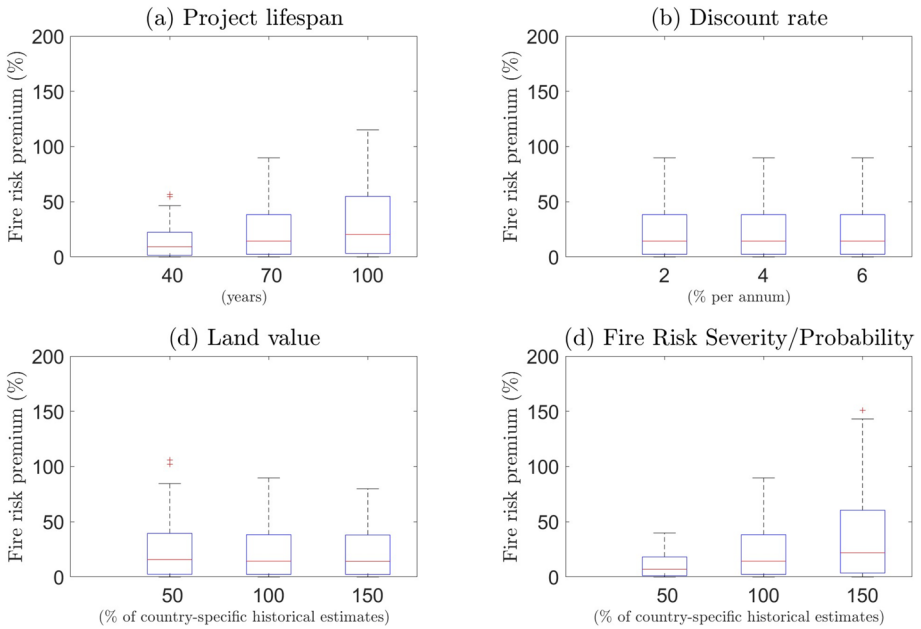 (a) Project lifespan
Fire risk premium (%)
200
150
100
50
0
40 70 100
(years)
(b) Discount rate
Fire risk premium (%)
200
150
100
50
0
2 4 6
(% per annum)
(d) Land value
Fire risk premium (%)
200
150
100
50
0
50 100 150
(% of country-specific historical estimates)
(d) Fire Risk Severity/Probability
Fire risk premium (%)
200
150
100
50
0
50 100 150
(% of country-specific historical estimates)